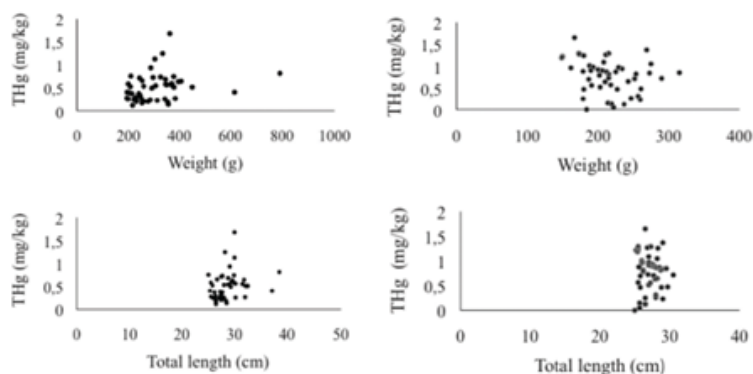 2
1,5
1
0,5
0
THg (mg/kg)
0 200 400 600 800 1000
Weight (g)
2
1,5
1
0,5
0
THg (mg/kg)
0 100 200 300 400
Weight (g)
2
1,5
1
0,5
0
THg (mg/kg)
0 10 20 30 40 50
Total length (cm)
2
1,5
1
0,5
0
THg (mg/kg)
0 10 20 30 40
Total length (cm)